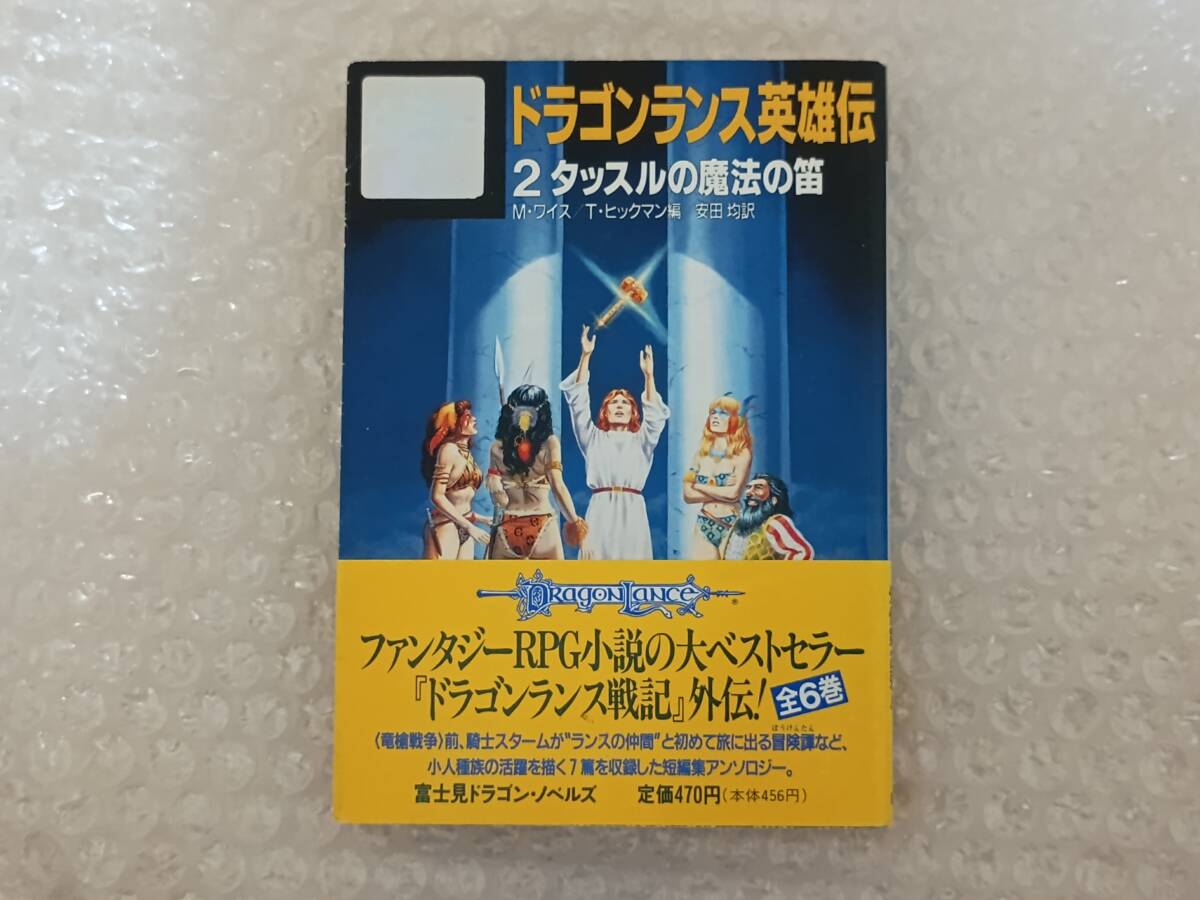 ドラゴンランス英雄伝
2 タッスルの魔法の笛
M・ワイス/T・ヒックマン編 安田 均訳
DRAGONLANCE®
ファンタジーRPG小説の大ベストセラー
『ドラゴンランス戦記』外伝! 全6巻
ぼうけんたん
〈竜槍戦争〉前、騎士スタームが“ランスの仲間”と初めて旅に出る冒険譚など、
小人種族の活躍を描く7篇を収録した短編集アンソロジー。
富士見ドラゴン・ノベルズ 定価470円(本体456円)